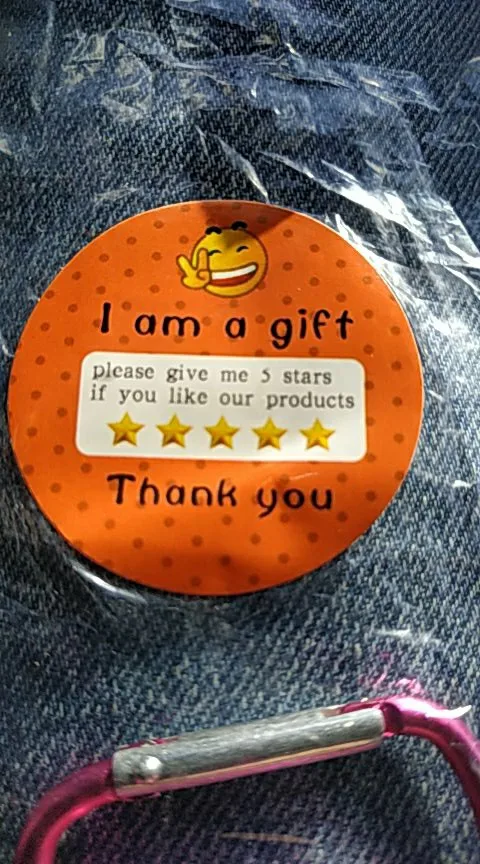 I am a gift
please give me 5 stars
if you like our products
Thank you